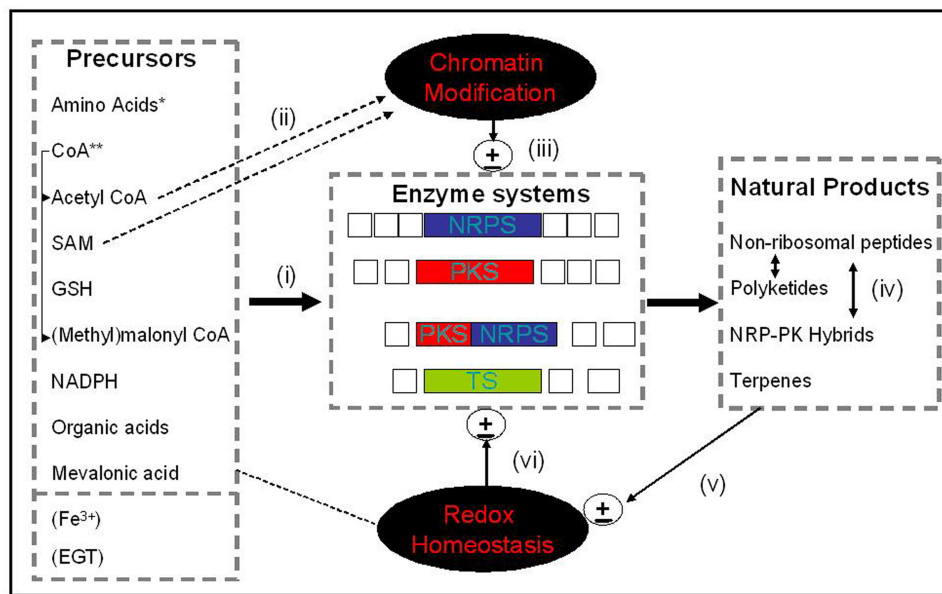 Precursors
Amino Acids*
CoA**
Acetyl CoA
SAM
GSH
(Methyl)malonyl CoA
NADPH
Organic acids
Mevalonic acid
(Fe³⁺)
(EGT)
(i)
(ii)
Chromatin
Modification
±
(iii)
Enzyme systems
NRPS
PKS
PKS NRPS
TS
±
(vi)
Redox
Homeostasis
±
(v)
Natural Products
Non-ribosomal peptides
Polyketides
(iv)
NRP-PK Hybrids
Terpenes